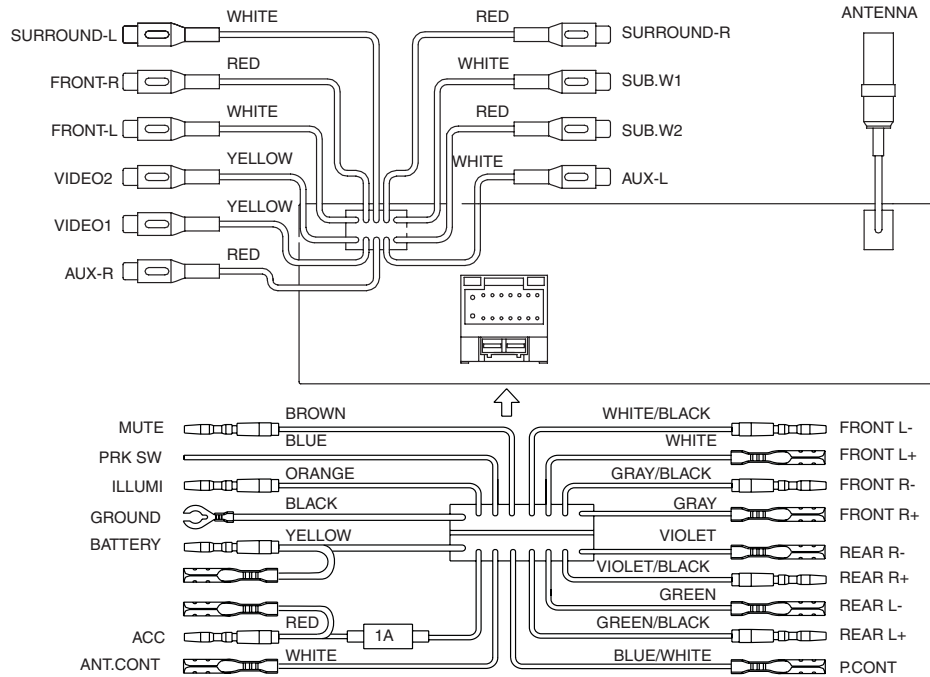 WHITE
RED
ANTENNA
SURROUND-L
SURROUND-R
RED
WHITE
FRONT-R
SUB.W1
WHITE
RED
FRONT-L
SUB.W2
YELLOW
WHITE
VIDEO2
AUX-L
YELLOW
VIDEO1
RED
AUX-R
BROWN
WHITE/BLACK
MUTE
FRONT L-
BLUE
WHITE
PRK SW
FRONT L+
ORANGE
GRAY/BLACK
ILLUMI
FRONT R-
BLACK
GRAY
GROUND
FRONT R+
BATTERY
YELLOW
VIOLET
REAR R-
VIOLET/BLACK
REAR R+
GREEN
REAR L-
RED
GREEN/BLACK
ACC
1A
REAR L+
WHITE
BLUE/WHITE
ANT.CONT
P.CONT